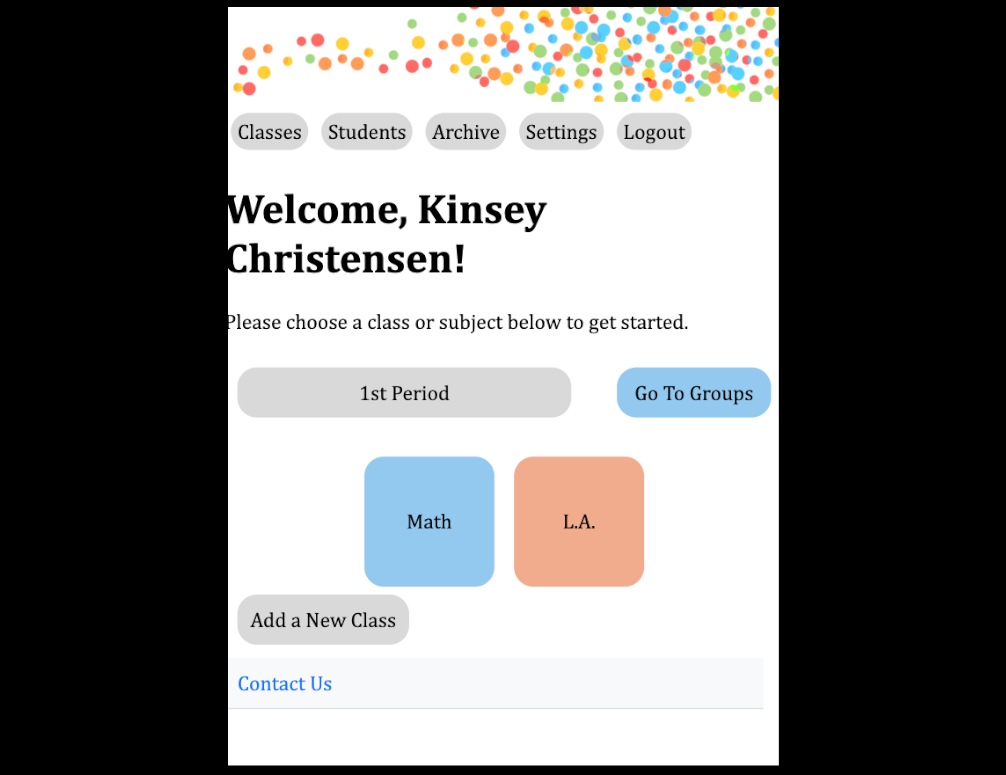 Classes Students Archive Settings Logout
Welcome, Kinsey
Christensen!
Please choose a class or subject below to get started.
1st Period Go To Groups
Math L.A.
Add a New Class
Contact Us